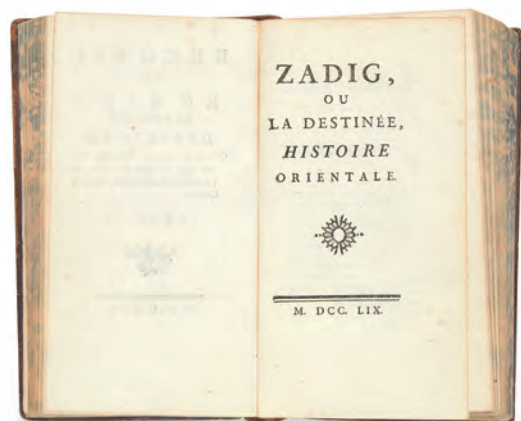 ZADIG,
OU
LA DESTINÉE,
HISTOIRE
ORIENTALE.
M. DCC. LIX.